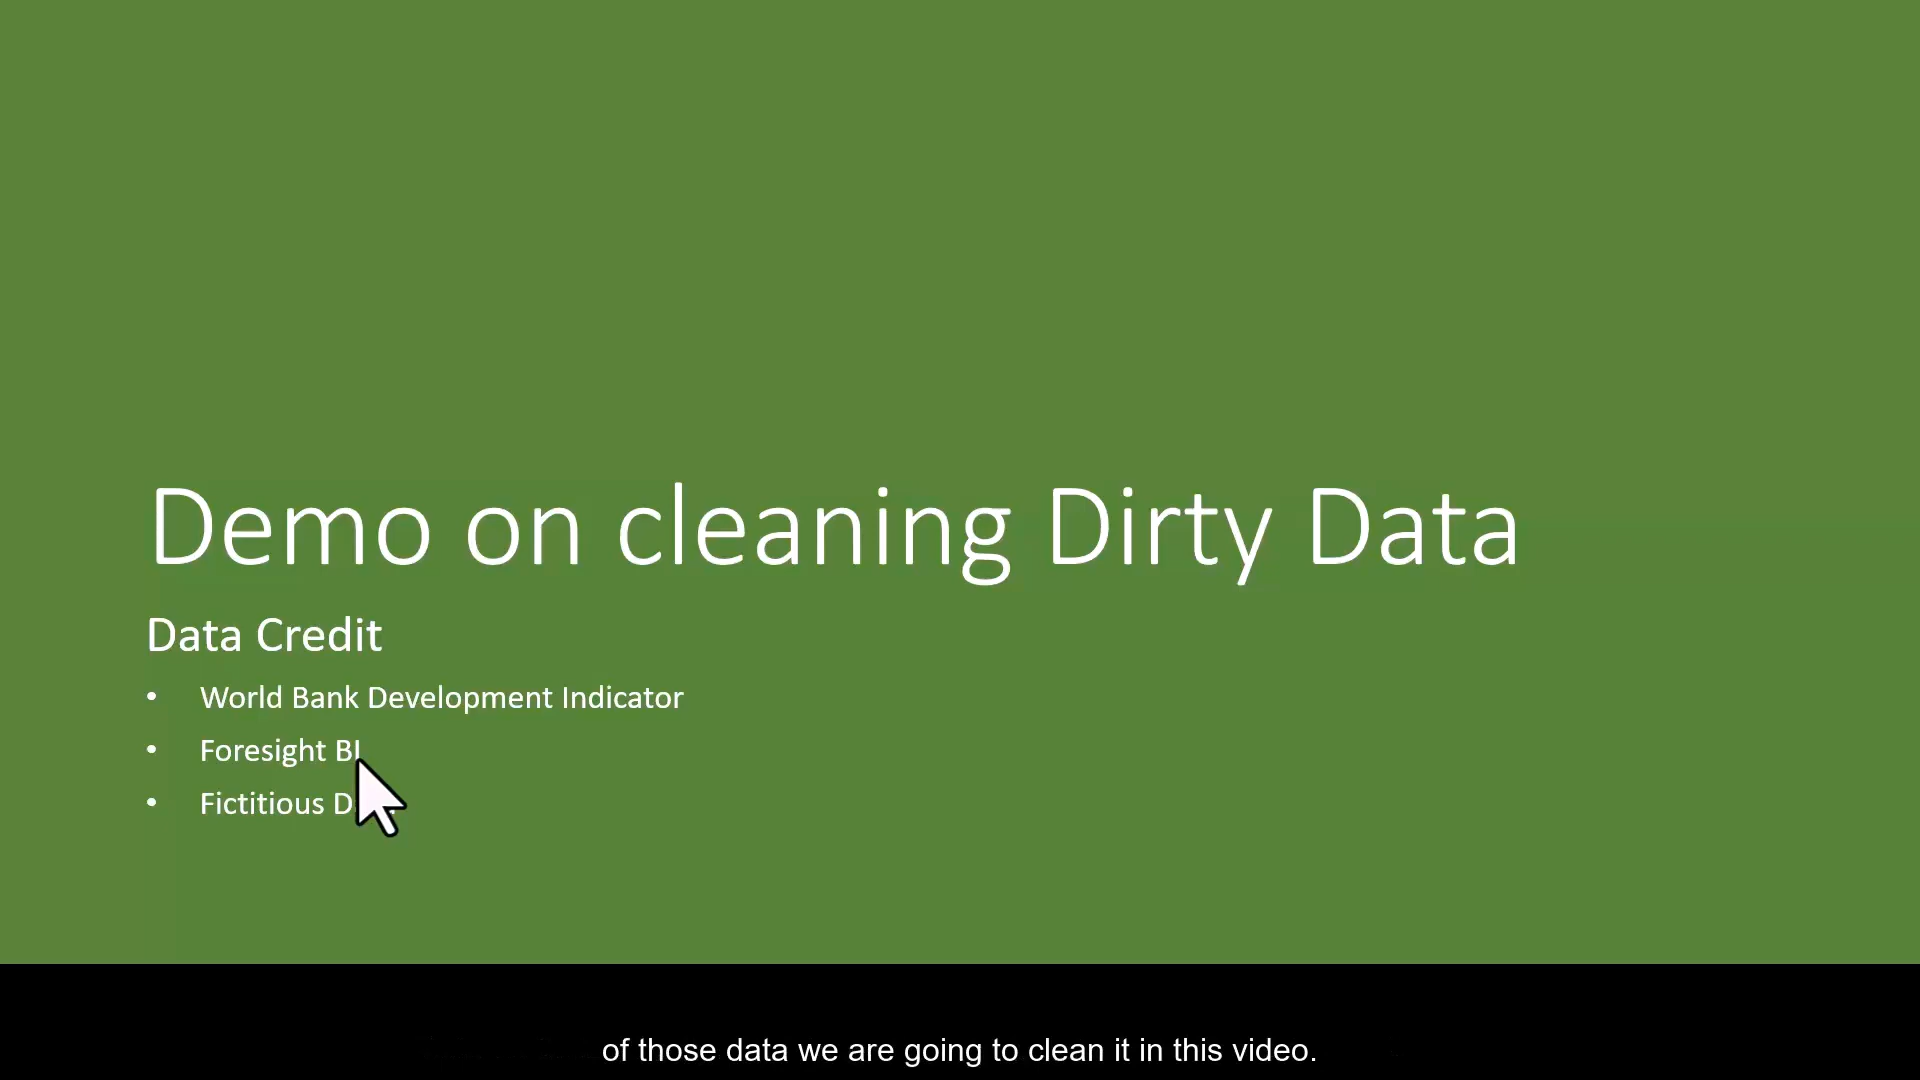 Demo on cleaning Dirty Data
Data Credit
• World Bank Development Indicator
• Foresight BI
• Fictitious
of those data we are going to clean it in this video.